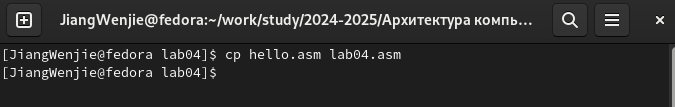 JiangWenjie@fedora:~/work/study/2024-2025/Архитектура компь…
[JiangWenjie@fedora lab04]$ cp hello.asm lab04.asm
[JiangWenjie@fedora lab04]$